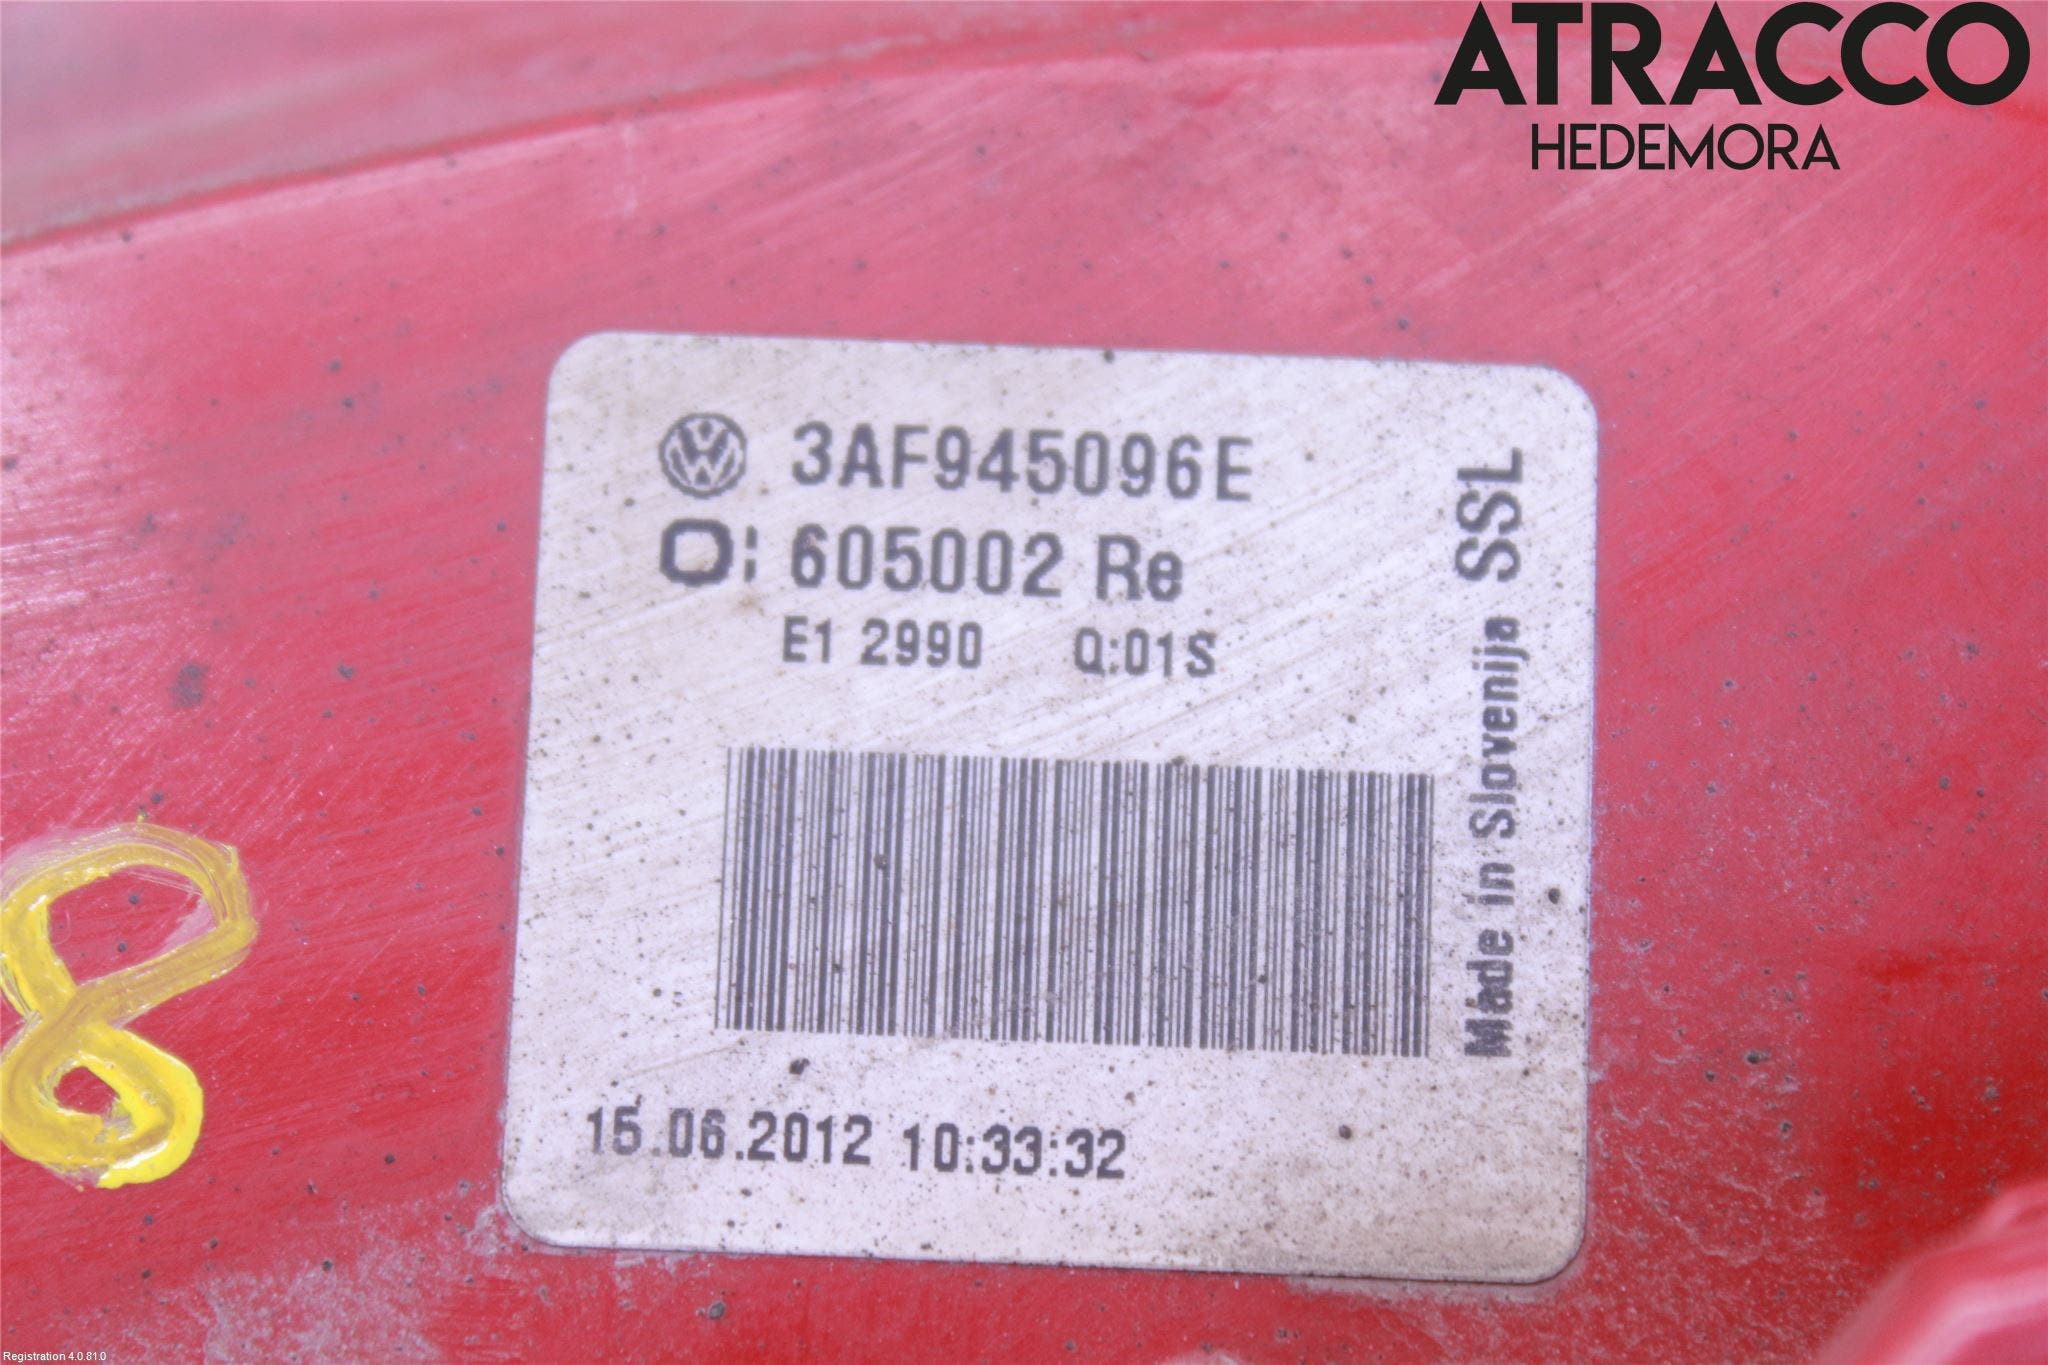 ATRACCO
HEDEMORA
3AF945096E
O: 605002 Re
E1 2990 Q:01S
Made in Slovenija SSL
15.06.2012 10:33:32
8
Registration 4.0.81.0